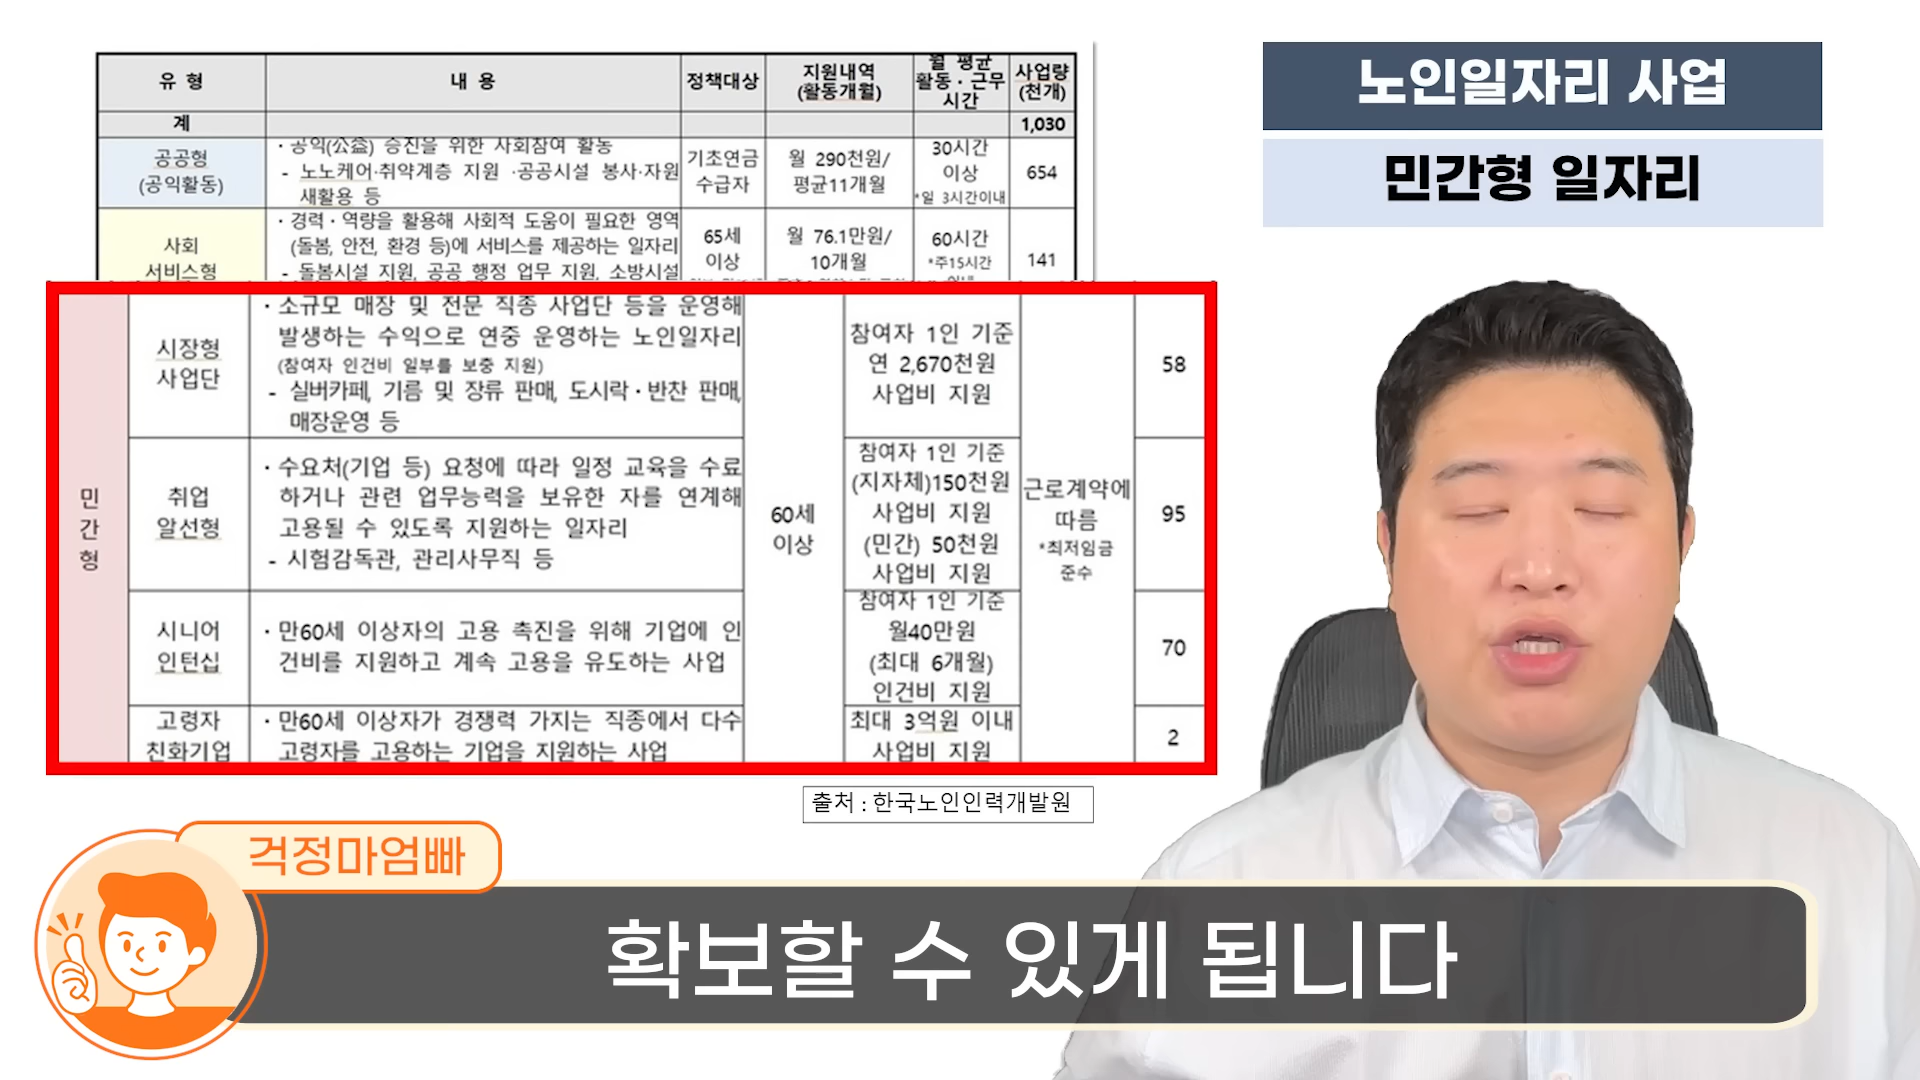 유 형
내 용
정책대상
지원내역
(활동개월)
월 평균
활동·근무
시간
사업량
(천개)
계
1,030
공공형
(공익활동)
· 공익(公益) 증진을 위한 사회참여 활동
- 노노케어·취약계층 지원 ·공공시설 봉사·자원
새활용 등
기초연금
수급자
월 290천원/
평균11개월
30시간
이상
*일 3시간이내
654
사회
서비스형
· 경력·역량을 활용해 사회적 도움이 필요한 영역
(돌봄, 안전, 환경 등)에 서비스를 제공하는 일자리
- 돌봄시설 지원, 공공 행정 업무 지원, 소방시설
65세
이상
월 76.1만원/
10개월
60시간
*주15시간
141
민
간
형
시장형
사업단
· 소규모 매장 및 전문 직종 사업단 등을 운영해
발생하는 수익으로 연중 운영하는 노인일자리
(참여자 인건비 일부를 보충 지원)
- 실버카페, 기름 및 장류 판매, 도시락·반찬 판매,
매장운영 등
참여자 1인 기준
연 2,670천원
사업비 지원
58
취업
알선형
· 수요처(기업 등) 요청에 따라 일정 교육을 수료
하거나 관련 업무능력을 보유한 자를 연계해
고용될 수 있도록 지원하는 일자리
- 시험감독관, 관리사무직 등
60세
이상
참여자 1인 기준
(지자체)150천원
사업비 지원
(민간) 50천원
사업비 지원
근로계약에
따름
*최저임금
준수
95
시니어
인턴십
· 만60세 이상자의 고용 촉진을 위해 기업에 인
건비를 지원하고 계속 고용을 유도하는 사업
참여자 1인 기준
월40만원
(최대 6개월)
인건비 지원
70
고령자
친화기업
· 만60세 이상자가 경쟁력 가지는 직종에서 다수
고령자를 고용하는 기업을 지원하는 사업
최대 3억원 이내
사업비 지원
2
출처 : 한국노인인력개발원
노인일자리 사업
민간형 일자리
걱정마엄빠
확보할 수 있게 됩니다